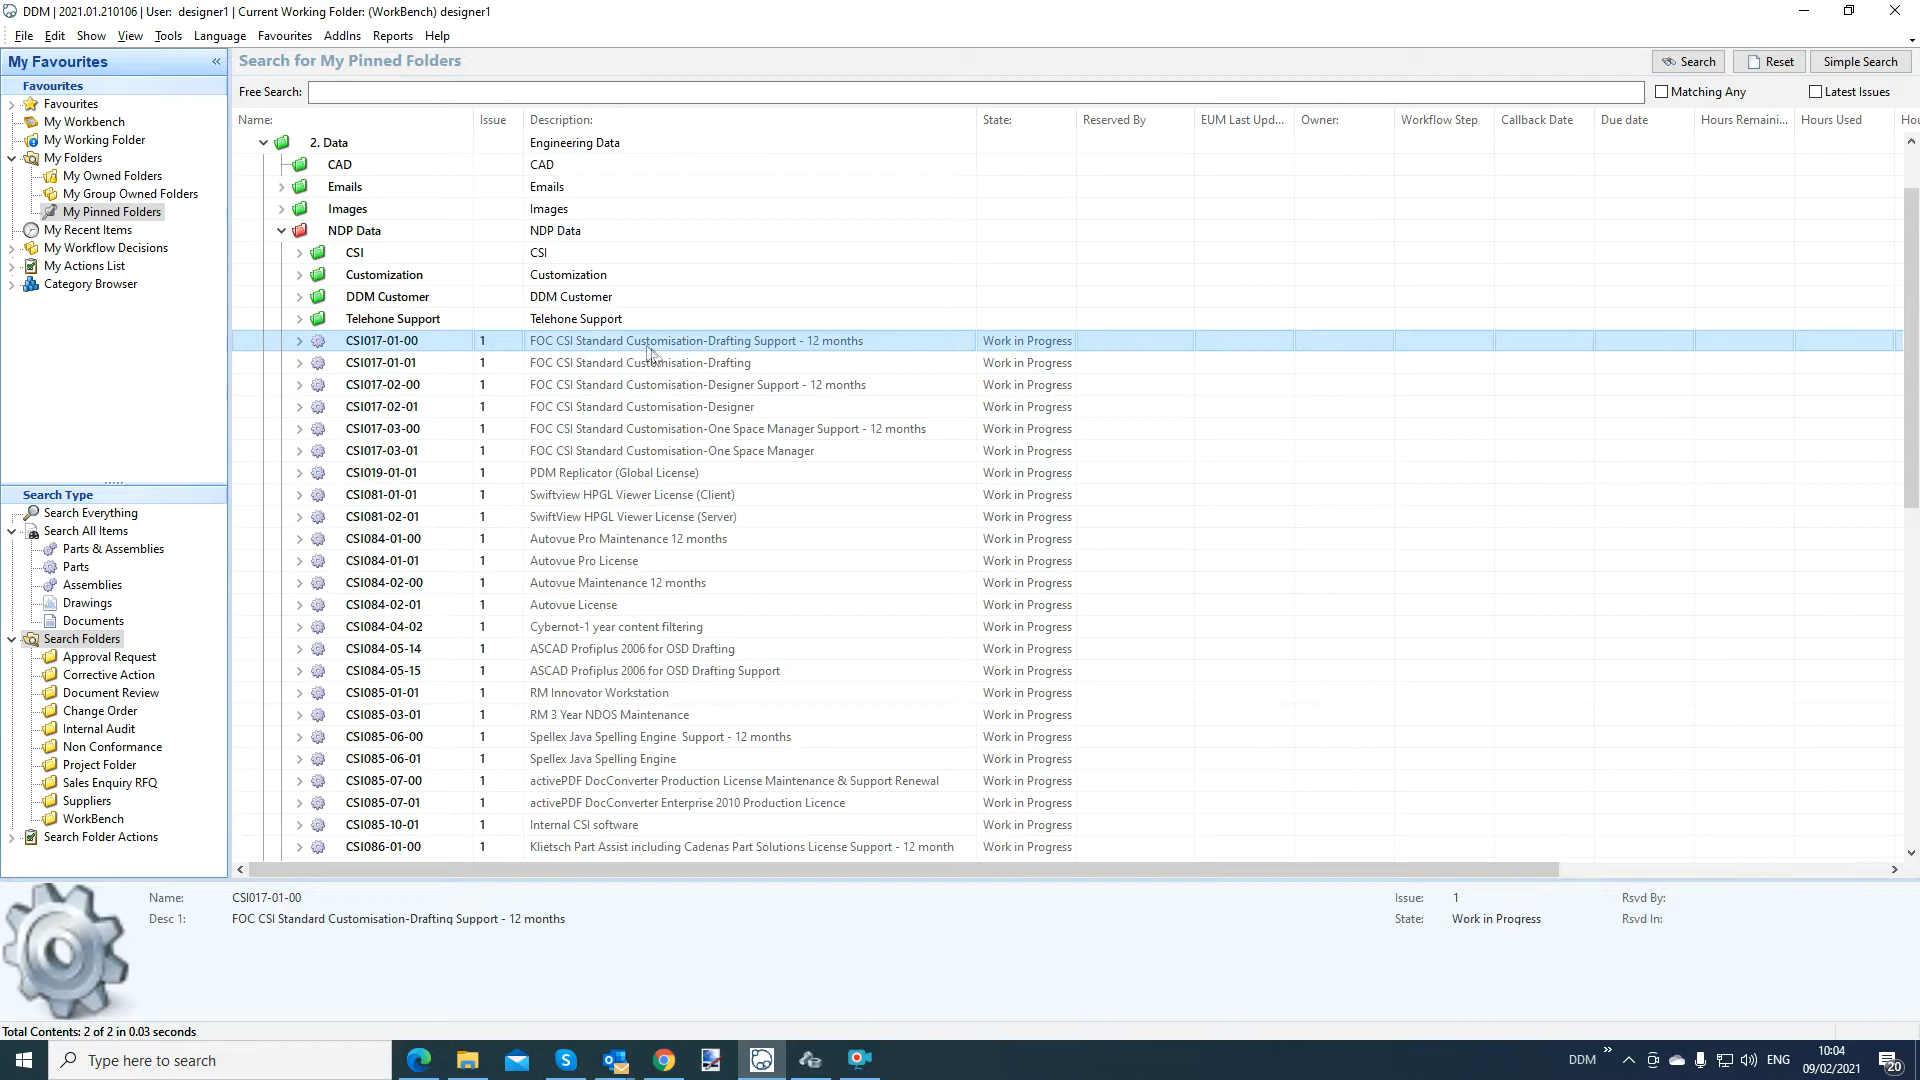 DDM | 2021.01.210106 | User: designer1 | Current Working Folder: (WorkBench) designer1
File Edit Show View Tools Language Favourites AddIns Reports Help
My Favourites «
Favourites
Favourites
My Workbench
My Working Folder
My Folders
My Owned Folders
My Group Owned Folders
My Pinned Folders
My Recent Items
My Workflow Decisions
My Actions List
Category Browser
Search Type
Search Everything
Search All Items
Parts & Assemblies
Parts
Assemblies
Drawings
Documents
Search Folders
Approval Request
Corrective Action
Document Review
Change Order
Internal Audit
Non Conformance
Project Folder
Sales Enquiry RFQ
Suppliers
WorkBench
Search Folder Actions
Search for My Pinned Folders Search Reset Simple Search
Free Search: Matching Any Latest Issues
Name: Issue Description: State: Reserved By EUM Last Upd... Owner: Workflow Step Callback Date Due date Hours Remaini... Hours Used Hou
2. Data Engineering Data
CAD CAD
Emails Emails
Images Images
NDP Data NDP Data
CSI CSI
Customization Customization
DDM Customer DDM Customer
Telehone Support Telehone Support
CSI017-01-00 1 FOC CSI Standard Customisation-Drafting Support - 12 months Work in Progress
CSI017-01-01 1 FOC CSI Standard Customisation-Drafting Work in Progress
CSI017-02-00 1 FOC CSI Standard Customisation-Designer Support - 12 months Work in Progress
CSI017-02-01 1 FOC CSI Standard Customisation-Designer Work in Progress
CSI017-03-00 1 FOC CSI Standard Customisation-One Space Manager Support - 12 months Work in Progress
CSI017-03-01 1 FOC CSI Standard Customisation-One Space Manager Work in Progress
CSI019-01-01 1 PDM Replicator (Global License) Work in Progress
CSI081-01-01 1 Swiftview HPGL Viewer License (Client) Work in Progress
CSI081-02-01 1 SwiftView HPGL Viewer License (Server) Work in Progress
CSI084-01-00 1 Autovue Pro Maintenance 12 months Work in Progress
CSI084-01-01 1 Autovue Pro License Work in Progress
CSI084-02-00 1 Autovue Maintenance 12 months Work in Progress
CSI084-02-01 1 Autovue License Work in Progress
CSI084-04-02 1 Cybernot-1 year content filtering Work in Progress
CSI084-05-14 1 ASCAD Profiplus 2006 for OSD Drafting Work in Progress
CSI084-05-15 1 ASCAD Profiplus 2006 for OSD Drafting Support Work in Progress
CSI085-01-01 1 RM Innovator Workstation Work in Progress
CSI085-03-01 1 RM 3 Year NDOS Maintenance Work in Progress
CSI085-06-00 1 Spellex Java Spelling Engine Support - 12 months Work in Progress
CSI085-06-01 1 Spellex Java Spelling Engine Work in Progress
CSI085-07-00 1 activePDF DocConverter Production License Maintenance & Support Renewal Work in Progress
CSI085-07-01 1 activePDF DocConverter Enterprise 2010 Production Licence Work in Progress
CSI085-10-01 1 Internal CSI software Work in Progress
CSI086-01-00 1 Klietsch Part Assist including Cadenas Part Solutions License Support - 12 month Work in Progress
Name: CSI017-01-00 Issue: 1 Rsvd By:
Desc 1: FOC CSI Standard Customisation-Drafting Support - 12 months State: Work in Progress Rsvd In:
Total Contents: 2 of 2 in 0.03 seconds
Type here to search DDM » ENG 10:04
09/02/2021 20